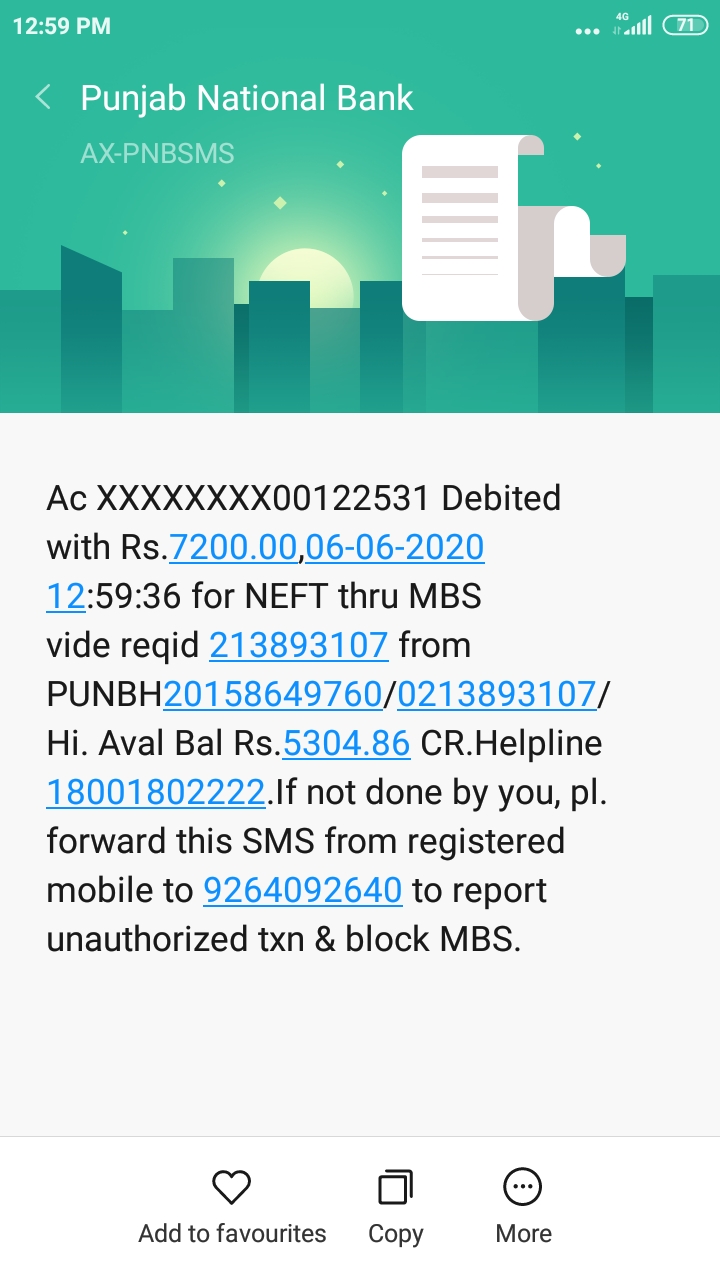 12:59 PM
4G
71
Punjab National Bank
AX-PNBSMS
Ac XXXXXXXX00122531 Debited
with Rs.7200.00,06-06-2020
12:59:36 for NEFT thru MBS
vide reqid 213893107 from
PUNBH20158649760/0213893107/
Hi. Aval Bal Rs.5304.86 CR.Helpline
18001802222.If not done by you, pl.
forward this SMS from registered
mobile to 9264092640 to report
unauthorized txn & block MBS.
Add to favourites Copy More